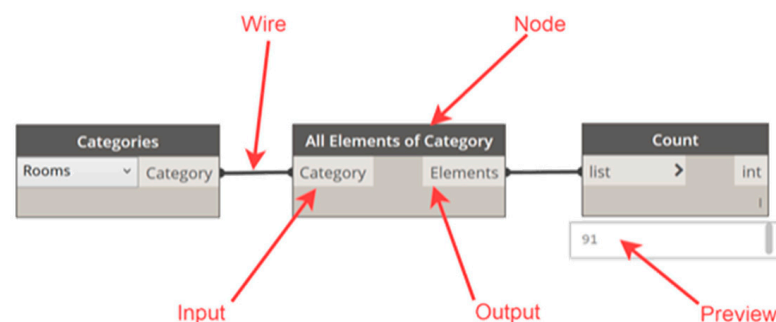 Wire
Node
Categories
All Elements of Category
Count
Rooms
Category
Category
Elements
list
int
91
Input
Output
Preview